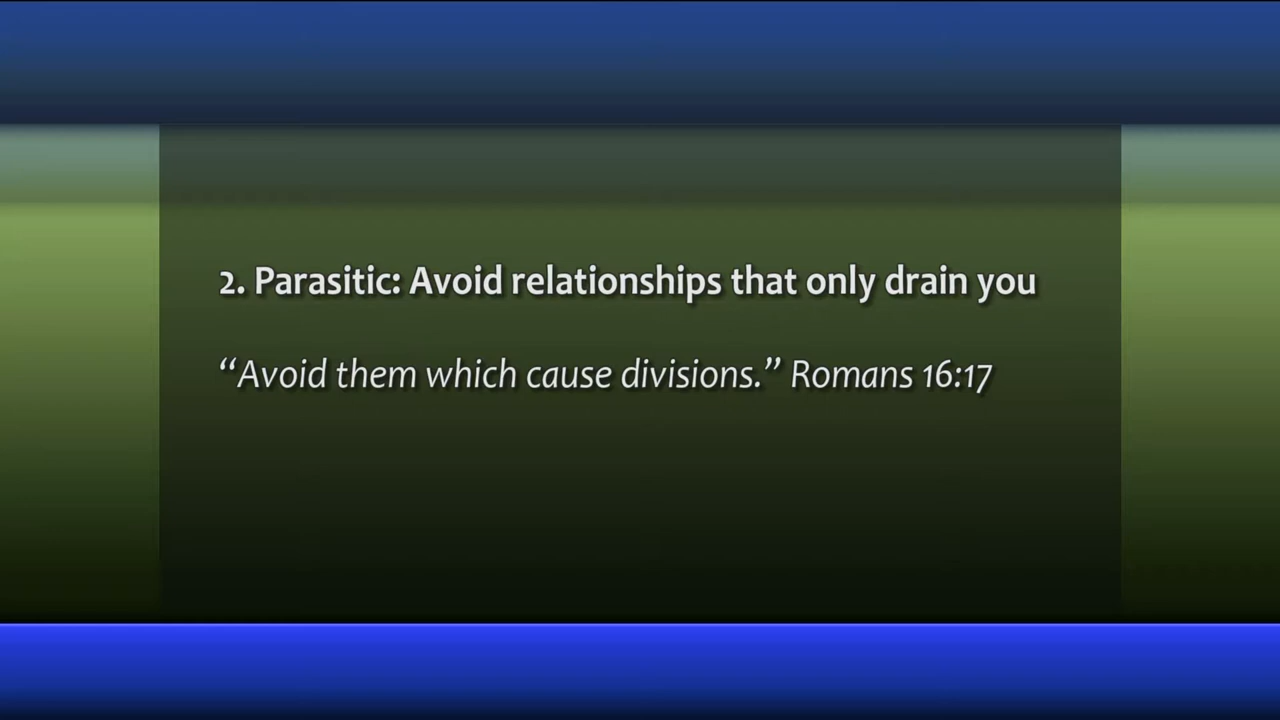 2. Parasitic: Avoid relationships that only drain you
“Avoid them which cause divisions.” Romans 16:17